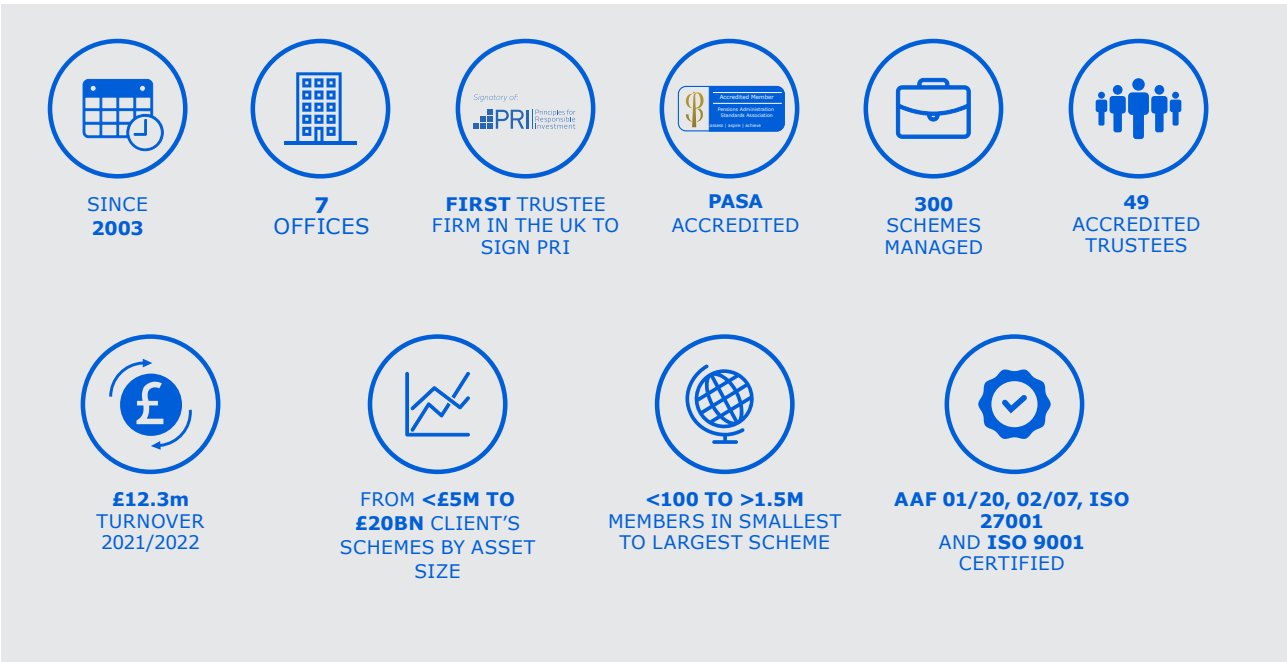 Signatory of:
PRI
Principles for
Responsible
Investment
Accredited Member
Pensions Administration
Standards Association
assess | aspire | achieve
SINCE
2003
7
OFFICES
FIRST TRUSTEE
FIRM IN THE UK TO
SIGN PRI
PASA
ACCREDITED
300
SCHEMES
MANAGED
49
ACCREDITED
TRUSTEES
£
£12.3m
TURNOVER
2021/2022
FROM <£5M TO
£20BN CLIENT'S
SCHEMES BY ASSET
SIZE
<100 TO >1.5M
MEMBERS IN SMALLEST
TO LARGEST SCHEME
AAF 01/20, 02/07, ISO
27001
AND ISO 9001
CERTIFIED